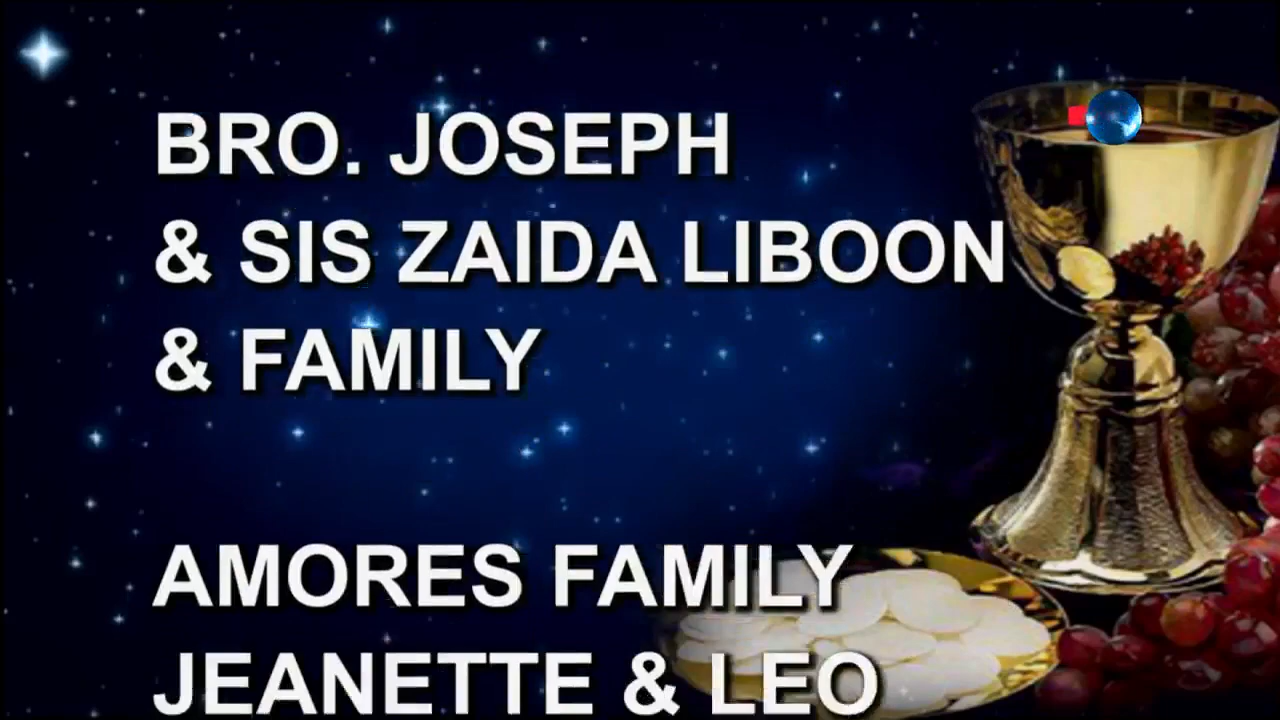 BRO. JOSEPH
& SIS ZAIDA LIBOON
& FAMILY
AMORES FAMILY
JEANETTE & LEO